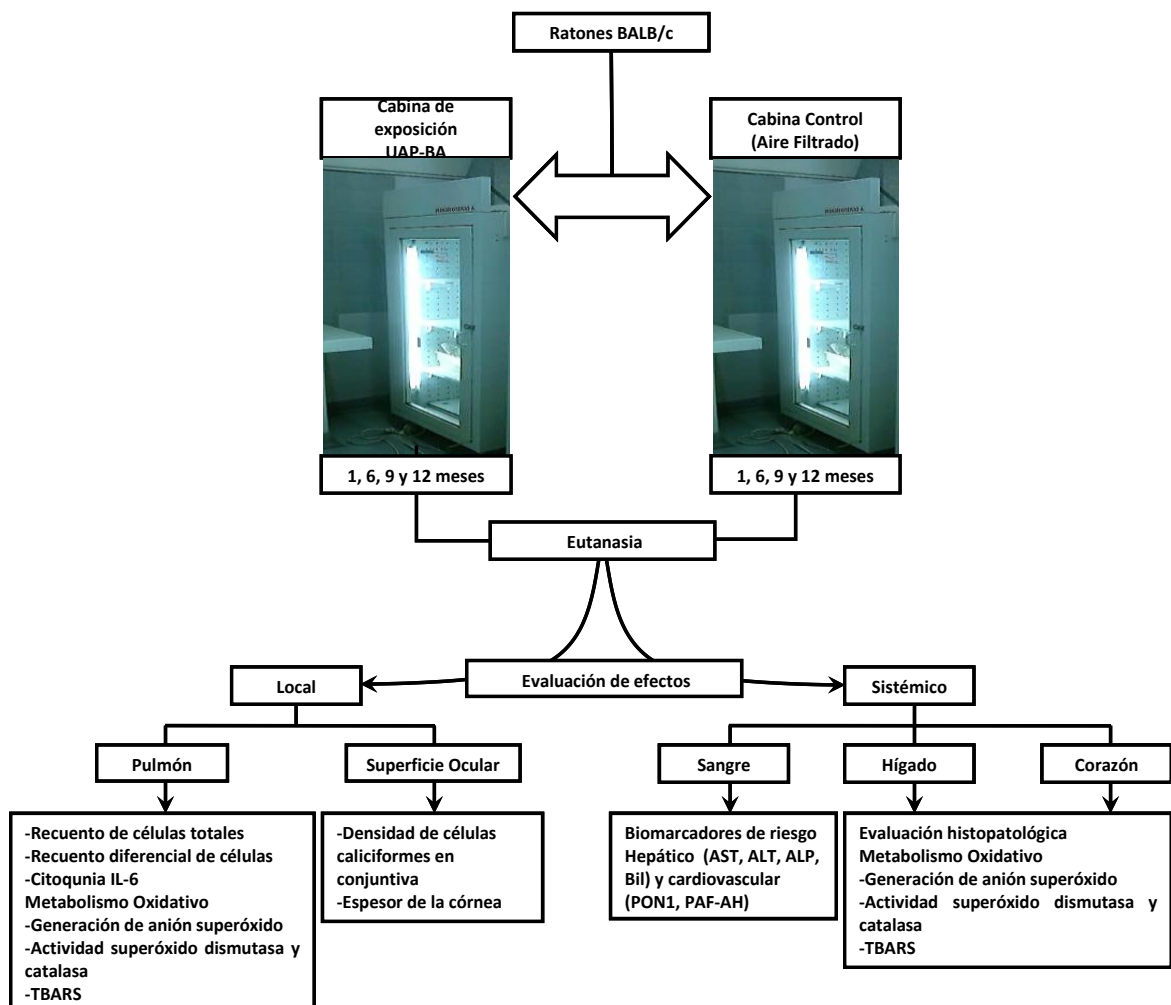 Ratones BALB/c
Cabina de
exposición
UAP-BA
Cabina Control
(Aire Filtrado)
1, 6, 9 y 12 meses
1, 6, 9 y 12 meses
Eutanasia
Evaluación de efectos
Local
Sistémico
Pulmón
Superficie Ocular
Sangre
Hígado
Corazón
-Recuento de células totales
-Recuento diferencial de células
-Citoqunia IL-6
Metabolismo Oxidativo
-Generación de anión superóxido
-Actividad superóxido dismutasa y
catalasa
-TBARS
-Densidad de células
caliciformes en
conjuntiva
-Espesor de la córnea
Biomarcadores de riesgo
Hepático (AST, ALT, ALP,
Bil) y cardiovascular
(PON1, PAF-AH)
Evaluación histopatológica
Metabolismo Oxidativo
-Generación de anión superóxido
-Actividad superóxido dismutasa y
catalasa
-TBARS